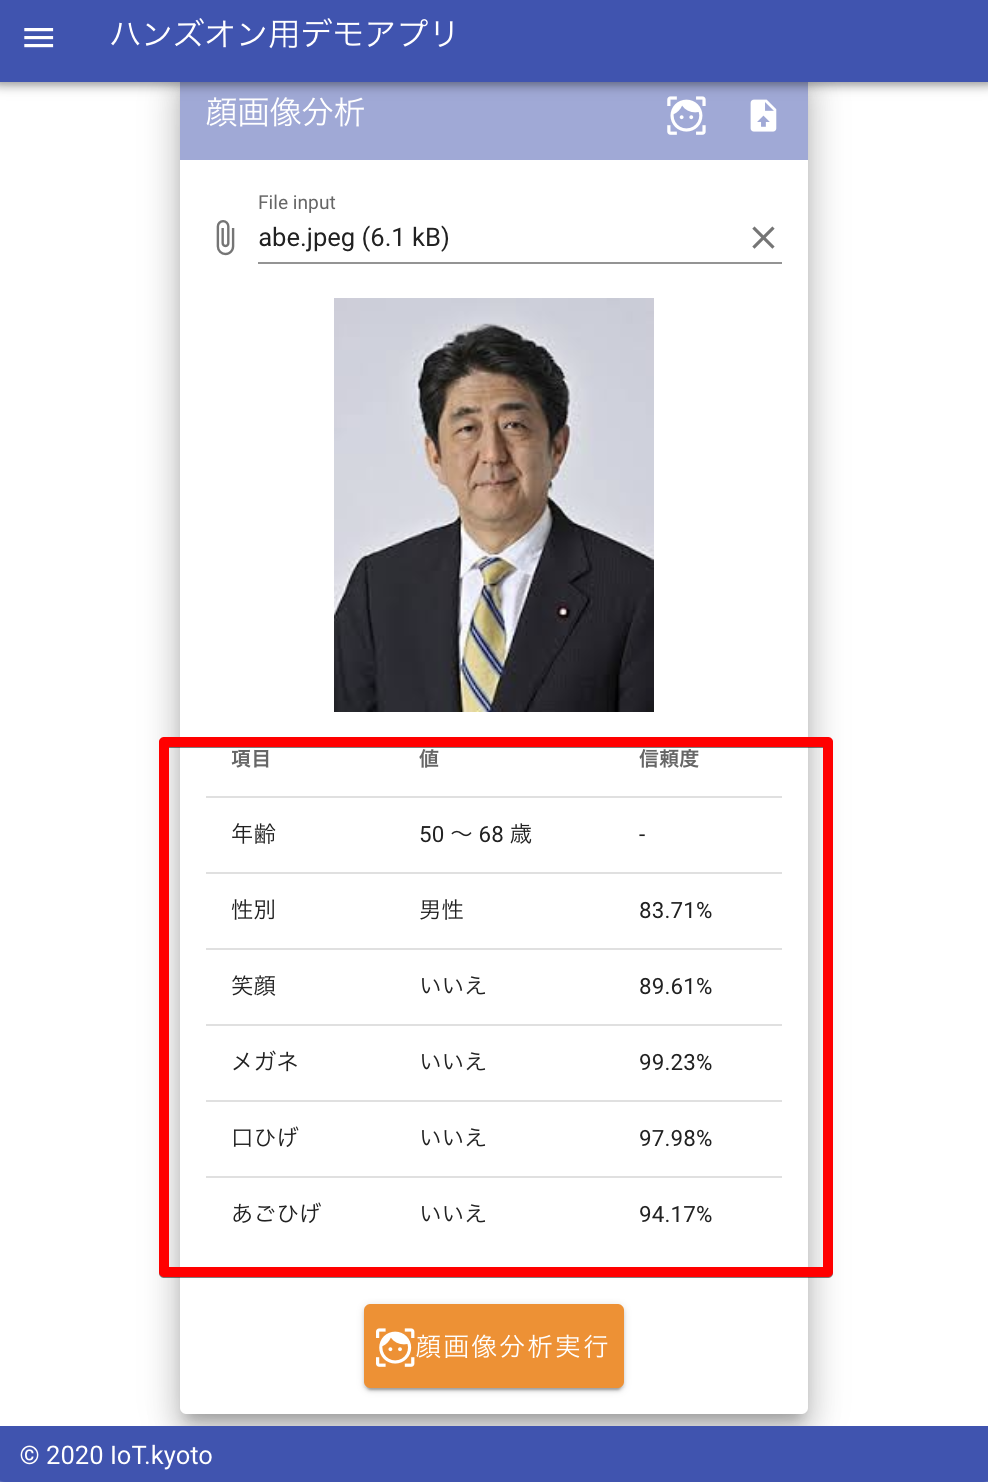 ハンズオン用デモアプリ
顔画像分析
File input
abe.jpeg (6.1 kB)
項目 値 信頼度
年齢 50 〜 68 歳 -
性別 男性 83.71%
笑顔 いいえ 89.61%
メガネ いいえ 99.23%
口ひげ いいえ 97.98%
あごひげ いいえ 94.17%
顔画像分析実行
© 2020 IoT.kyoto